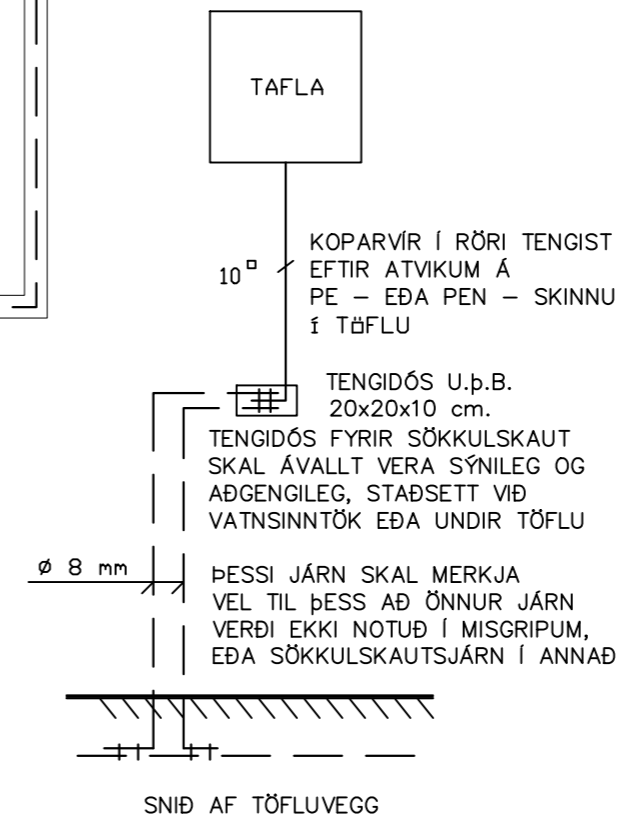 TAFLA
10□
KOPARVÍR Í RÖRI TENGIST
EFTIR ATVIKUM Á
PE – EÐA PEN – SKINNU
Í TÖFLU
TENGIDÓS U.þ.B.
20x20x10 cm.
TENGIDÓS FYRIR SÖKKULSKAUT
SKAL ÁVALLT VERA SÝNILEG OG
AÐGENGILEG, STAÐSETT VIÐ
VATNSINNTÖK EÐA UNDIR TÖFLU
ø 8 mm
ÞESSI JÁRN SKAL MERKJA
VEL TIL ÞESS AÐ ÖNNUR JÁRN
VERÐI EKKI NOTUÐ Í MISGRIPUM,
EÐA SÖKKULSKAUTSJÁRN Í ANNAÐ
SNIÐ AF TÖFLUVEGG